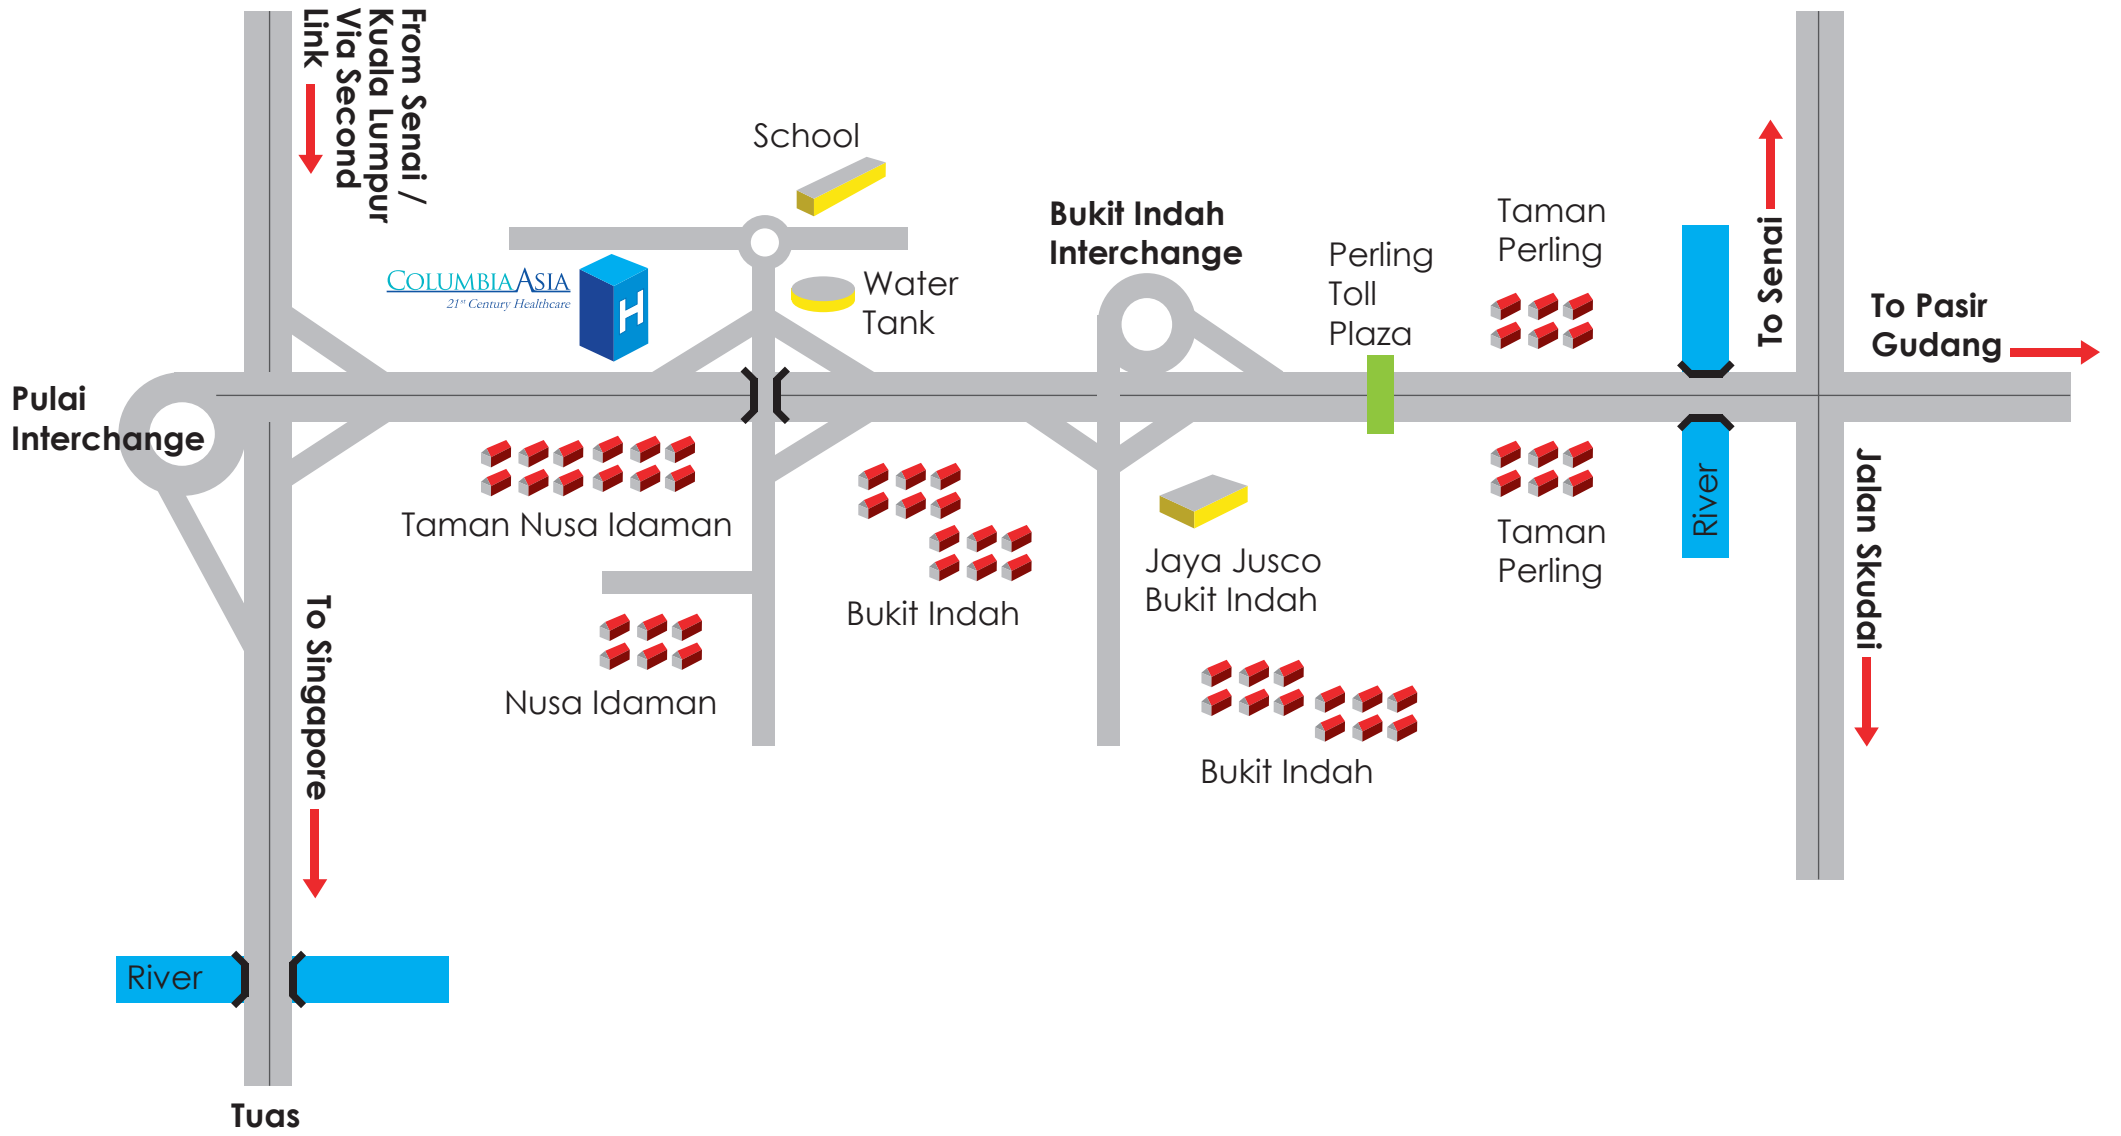 From Senai /
Kuala Lumpur
Via Second
Link
School
COLUMBIA ASIA
21st Century Healthcare
H
Water
Tank
Bukit Indah
Interchange
Perling
Toll
Plaza
Taman
Perling
To Senai
To Pasir
Gudang
Pulai
Interchange
Taman Nusa Idaman
Bukit Indah
Jaya Jusco
Bukit Indah
Taman
Perling
River
Jalan Skudai
To Singapore
Nusa Idaman
Bukit Indah
River
Tuas